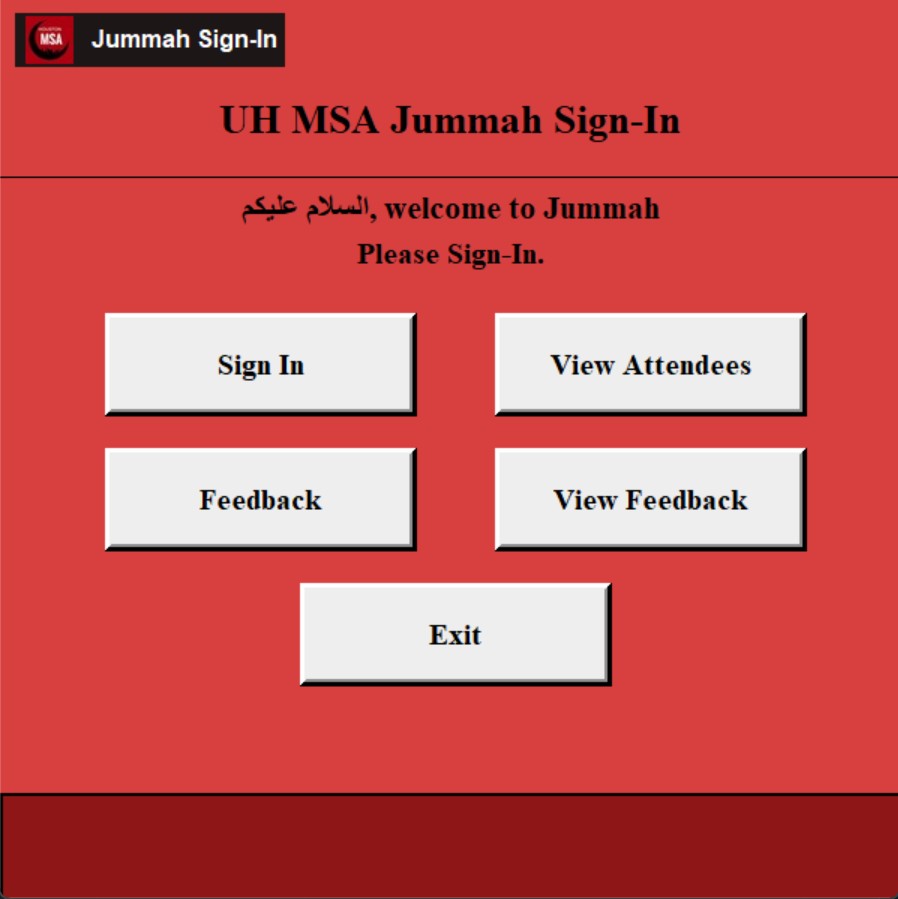 HOUSTON
MSA
Jummah Sign-In
UH MSA Jummah Sign-In
السلام عليكم, welcome to Jummah
Please Sign-In.
Sign In
View Attendees
Feedback
View Feedback
Exit